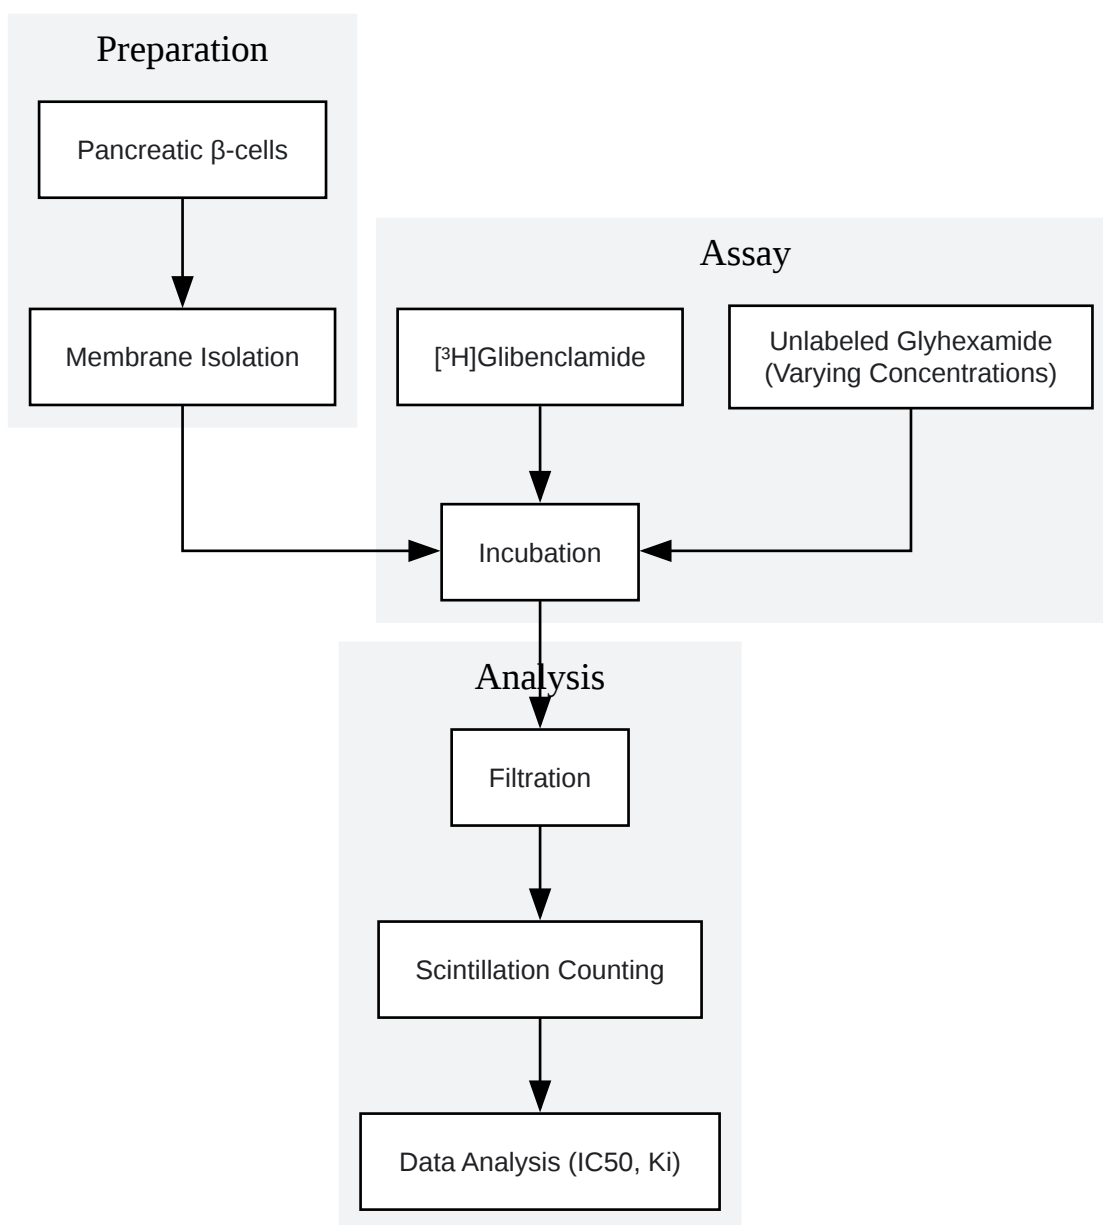 Preparation
Pancreatic β-cells
Membrane Isolation
Assay
[³H]Glibenclamide
Unlabeled Glyhexamide
(Varying Concentrations)
Incubation
Analysis
Filtration
Scintillation Counting
Data Analysis (IC50, Ki)